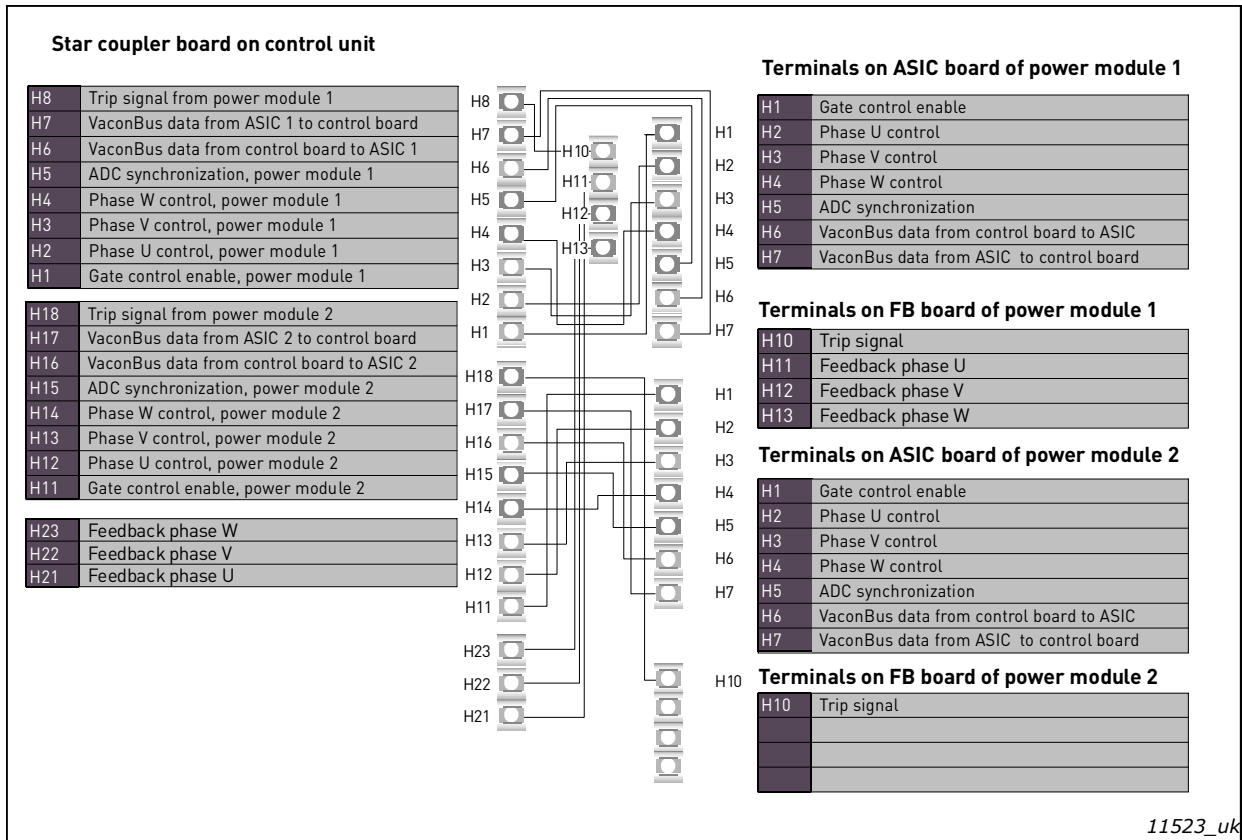 Star coupler board on control unit
H8 Trip signal from power module 1
H7 VaconBus data from ASIC 1 to control board
H6 VaconBus data from control board to ASIC 1
H5 ADC synchronization, power module 1
H4 Phase W control, power module 1
H3 Phase V control, power module 1
H2 Phase U control, power module 1
H1 Gate control enable, power module 1
H18 Trip signal from power module 2
H17 VaconBus data from ASIC 2 to control board
H16 VaconBus data from control board to ASIC 2
H15 ADC synchronization, power module 2
H14 Phase W control, power module 2
H13 Phase V control, power module 2
H12 Phase U control, power module 2
H11 Gate control enable, power module 2
H23 Feedback phase W
H22 Feedback phase V
H21 Feedback phase U
H8
H7
H6
H5
H4
H3
H2
H1
H18
H17
H16
H15
H14
H13
H12
H11
H23
H22
H21
H10
H11
H12
H13
H1
H2
H3
H4
H5
H6
H7
H1
H2
H3
H4
H5
H6
H7
H10
Terminals on ASIC board of power module 1
H1 Gate control enable
H2 Phase U control
H3 Phase V control
H4 Phase W control
H5 ADC synchronization
H6 VaconBus data from control board to ASIC
H7 VaconBus data from ASIC to control board
Terminals on FB board of power module 1
H10 Trip signal
H11 Feedback phase U
H12 Feedback phase V
H13 Feedback phase W
Terminals on ASIC board of power module 2
H1 Gate control enable
H2 Phase U control
H3 Phase V control
H4 Phase W control
H5 ADC synchronization
H6 VaconBus data from control board to ASIC
H7 VaconBus data from ASIC to control board
Terminals on FB board of power module 2
H10 Trip signal
11523_uk